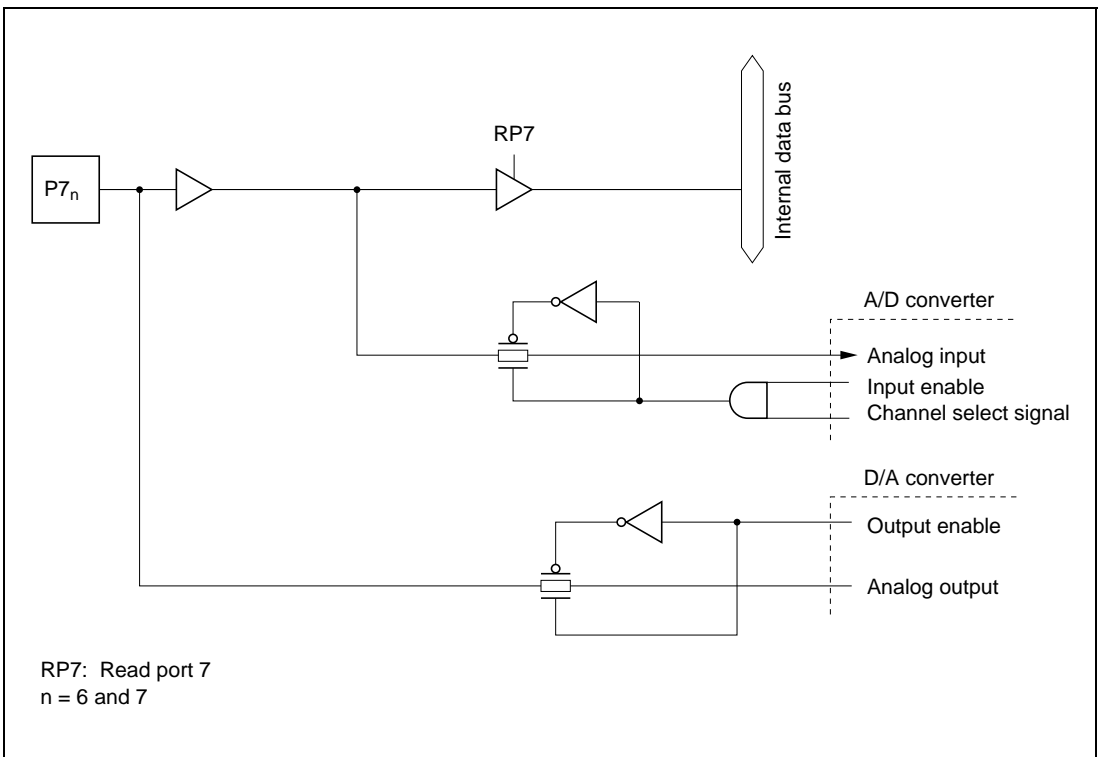 RP7
P7n
Internal data bus
A/D converter
Analog input
Input enable
Channel select signal
D/A converter
Output enable
Analog output
RP7: Read port 7
n = 6 and 7